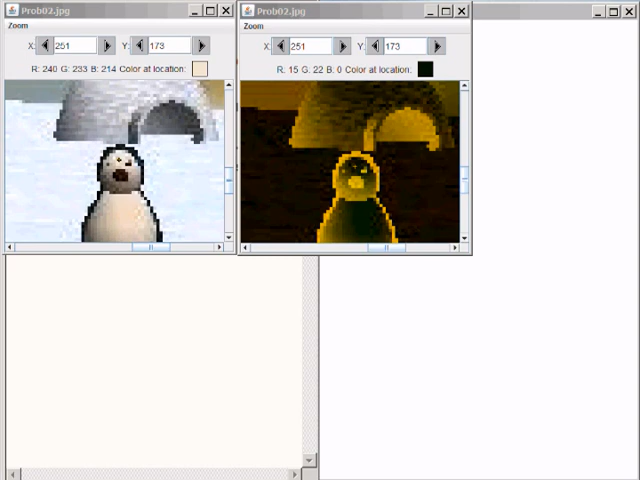 Prob02.jpg
Zoom
X: 251 Y: 173
R: 240 G: 233 B: 214 Color at location:
Prob02.jpg
Zoom
X: 251 Y: 173
R: 15 G: 22 B: 0 Color at location: